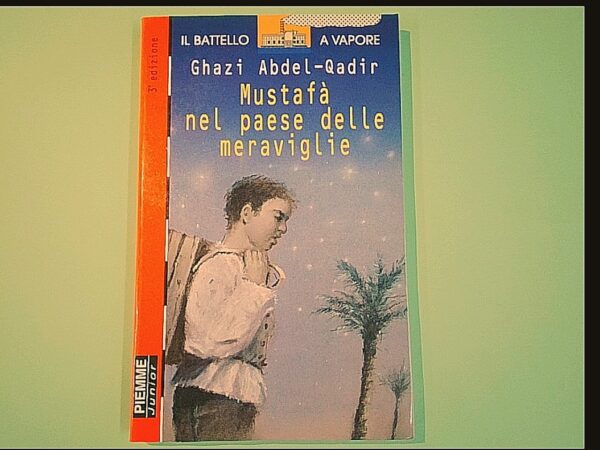 IL BATTELLO A VAPORE
Ghazi Abdel-Qadir
Mustafà
nel paese delle
meraviglie
3ª edizione
PIEMME
Junior